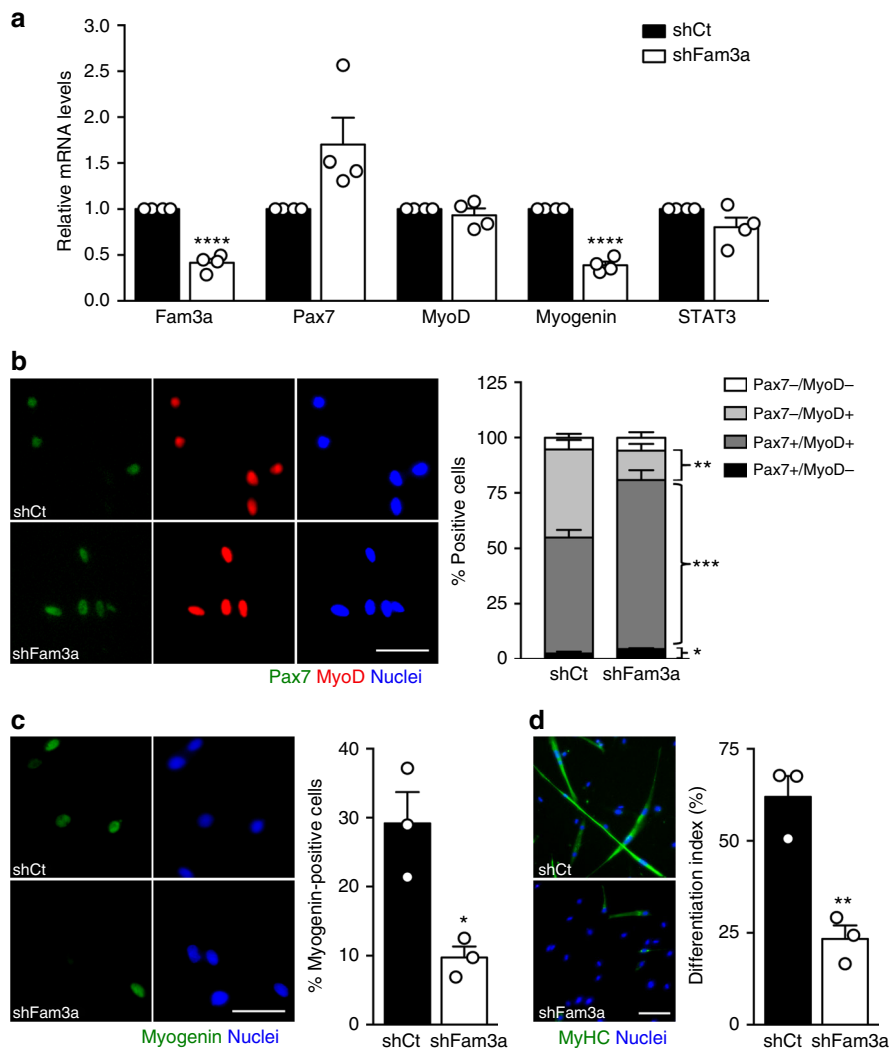 a
3.0
2.5
2.0
1.5
1.0
0.5
0.0
Relative mRNA levels
shCt
shFam3a
****
****
Fam3a Pax7 MyoD Myogenin STAT3
b
shCt
shFam3a
Pax7 MyoD Nuclei
125
100
75
50
25
0
% Positive cells
Pax7–/MyoD–
Pax7–/MyoD+
Pax7+/MyoD+
Pax7+/MyoD–
**
***
*
shCt shFam3a
c
shCt
shFam3a
Myogenin Nuclei
40
30
20
10
0
% Myogenin-positive cells
*
shCt shFam3a
d
shCt
shFam3a
MyHC Nuclei
75
50
25
0
Differentiation index (%)
**
shCt shFam3a